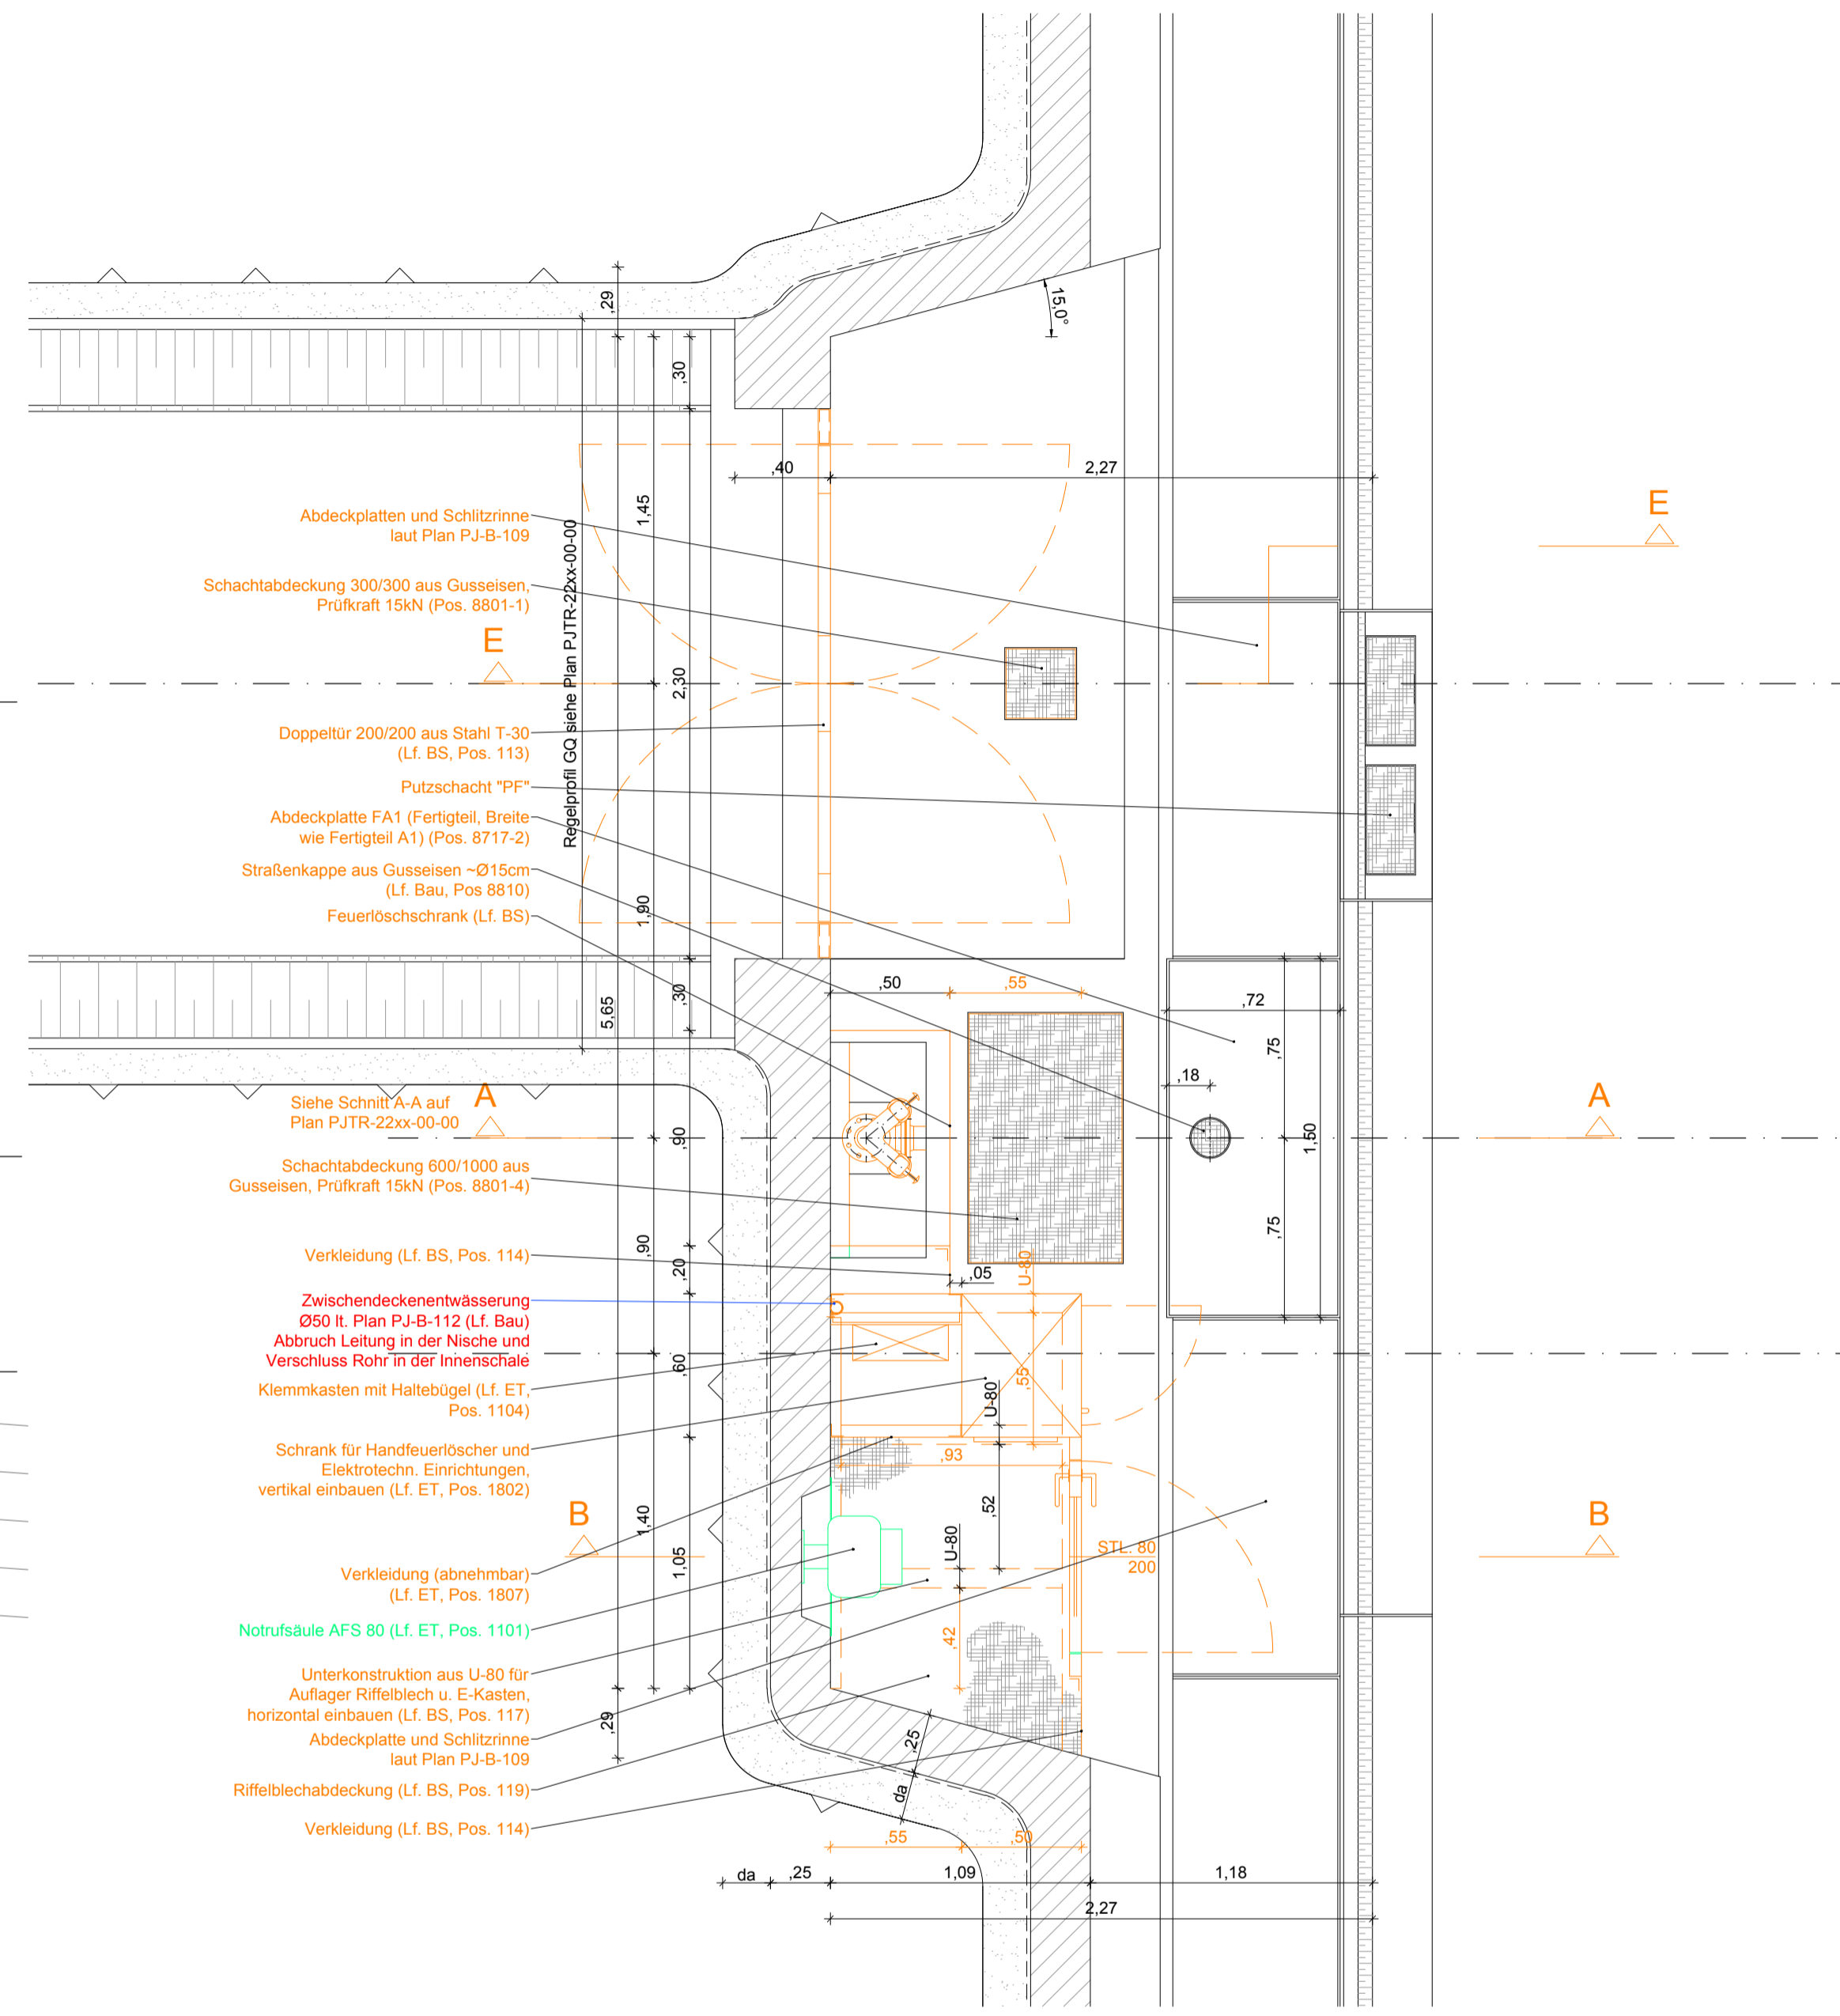 ,29
,30
15,0°
,40
2,27
1,45
Regelprofil GQ siehe Plan PJTR-22xx-00-00
Abdeckplatten und Schlitzrinne
laut Plan PJ-B-109
E
E
Schachtabdeckung 300/300 aus Gusseisen,
Prüfkraft 15kN (Pos. 8801-1)
2,30
Doppeltür 200/200 aus Stahl T-30
(Lf. BS, Pos. 113)
Putzschacht "PF"
Abdeckplatte FA1 (Fertigteil, Breite
wie Fertigteil A1) (Pos. 8717-2)
Straßenkappe aus Gusseisen ~Ø15cm
(Lf. Bau, Pos 8810)
Feuerlöschschrank (Lf. BS)
1,90
,50
,55
,30
5,65
,72
,75
,18
Siehe Schnitt A-A auf
Plan PJTR-22xx-00-00
A
A
,90
1,50
Schachtabdeckung 600/1000 aus
Gusseisen, Prüfkraft 15kN (Pos. 8801-4)
,75
Verkleidung (Lf. BS, Pos. 114)
,90
,20
U-80
,05
Zwischendeckenentwässerung
Ø50 lt. Plan PJ-B-112 (Lf. Bau)
Abbruch Leitung in der Nische und
Verschluss Rohr in der Innenschale
,60
,55
U-80
Klemmkasten mit Haltebügel (Lf. ET,
Pos. 1104)
Schrank für Handfeuerlöscher und
Elektrotechn. Einrichtungen,
vertikal einbauen (Lf. ET, Pos. 1802)
,93
,52
B
B
1,40
1,05
U-80
STL. 80
200
Verkleidung (abnehmbar)
(Lf. ET, Pos. 1807)
Notrufsäule AFS 80 (Lf. ET, Pos. 1101)
,42
Unterkonstruktion aus U-80 für
Auflager Riffelblech u. E-Kasten,
horizontal einbauen (Lf. BS, Pos. 117)
,29
,25
da
Abdeckplatte und Schlitzrinne
laut Plan PJ-B-109
Riffelblechabdeckung (Lf. BS, Pos. 119)
Verkleidung (Lf. BS, Pos. 114)
,55
,50
da
,25
1,09
1,18
2,27